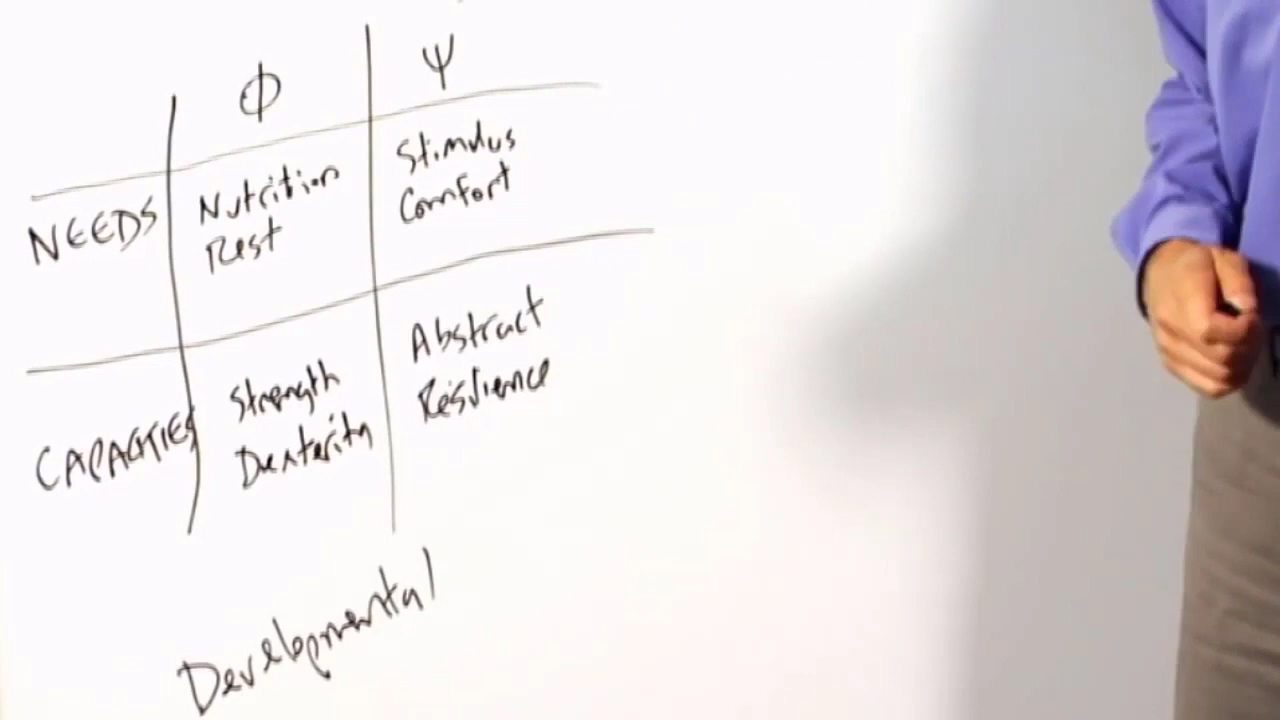 Φ Ψ
NEEDS
Nutrition
Rest
Stimulus
Comfort
CAPACITIES
Strength
Dexterity
Abstract
Resilience
Developmental